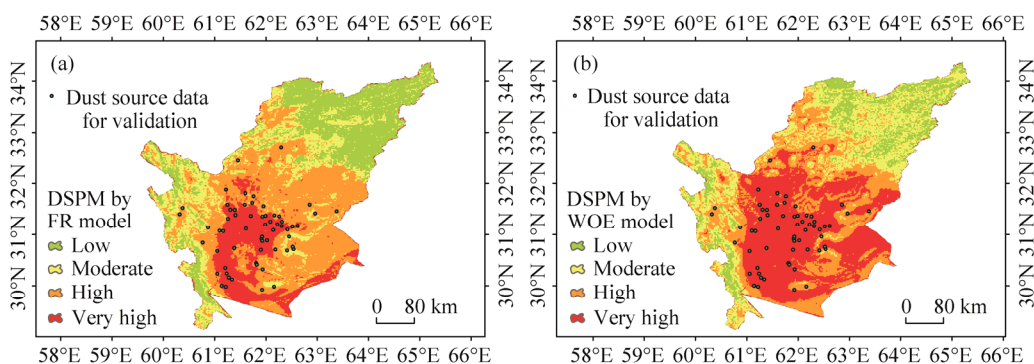 58°E 59°E 60°E 61°E 62°E 63°E 64°E 65°E 66°E
58°E 59°E 60°E 61°E 62°E 63°E 64°E 65°E 66°E
(a)
Dust source data
for validation
DSPM by
FR model
Low
Moderate
High
Very high
0 80 km
34°N
33°N
32°N
31°N
30°N
34°N
33°N
32°N
31°N
30°N
(b)
Dust source data
for validation
DSPM by
WOE model
Low
Moderate
High
Very high
0 80 km
34°N
33°N
32°N
31°N
30°N
34°N
33°N
32°N
31°N
30°N
58°E 59°E 60°E 61°E 62°E 63°E 64°E 65°E 66°E
58°E 59°E 60°E 61°E 62°E 63°E 64°E 65°E 66°E